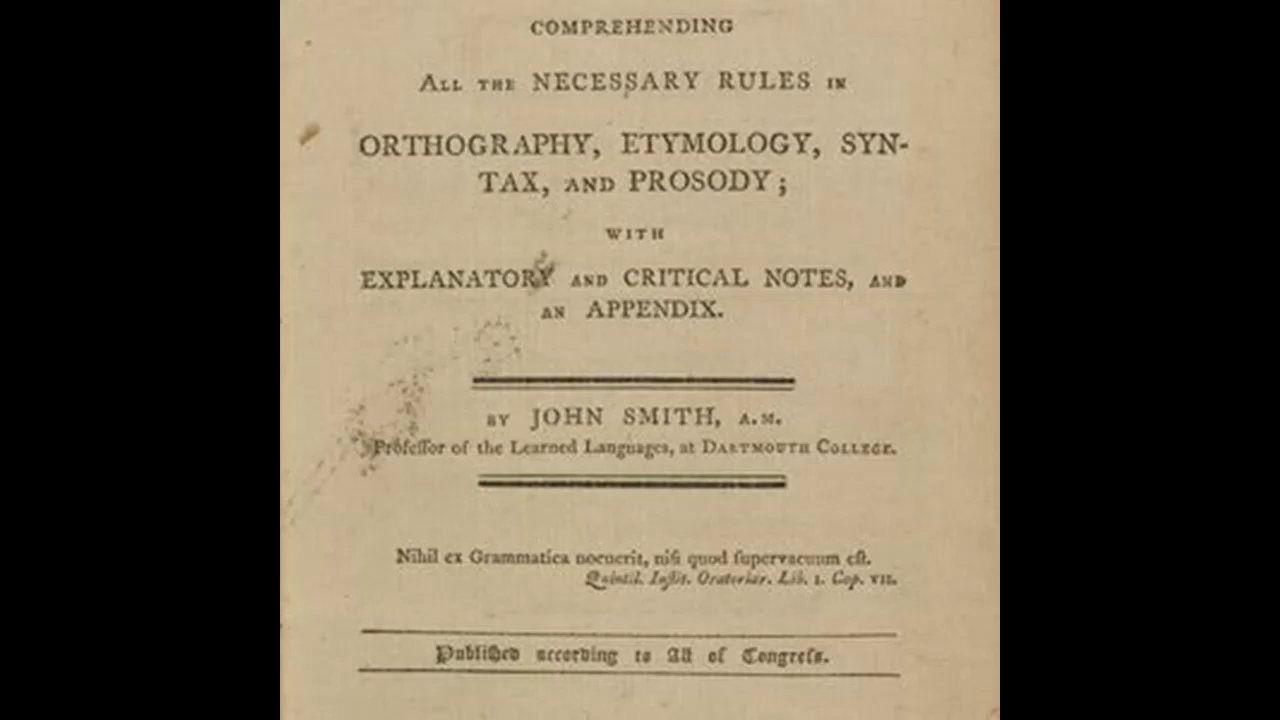 COMPREHENDING
ALL THE NECESSARY RULES IN
ORTHOGRAPHY, ETYMOLOGY, SYN-
TAX, AND PROSODY;
WITH
EXPLANATORY AND CRITICAL NOTES, AND
AN APPENDIX.
BY JOHN SMITH, A.M.
Profeſſor of the Learned Languages, at DARTMOUTH COLLEGE.
Nihil ex Grammatica nocuerit, niſi quod ſupervacuum eſt.
Quintil. Inſtit. Oratoriar. Lib. I. Cap. VII.
Publiſhed according to Act of Congreſs.